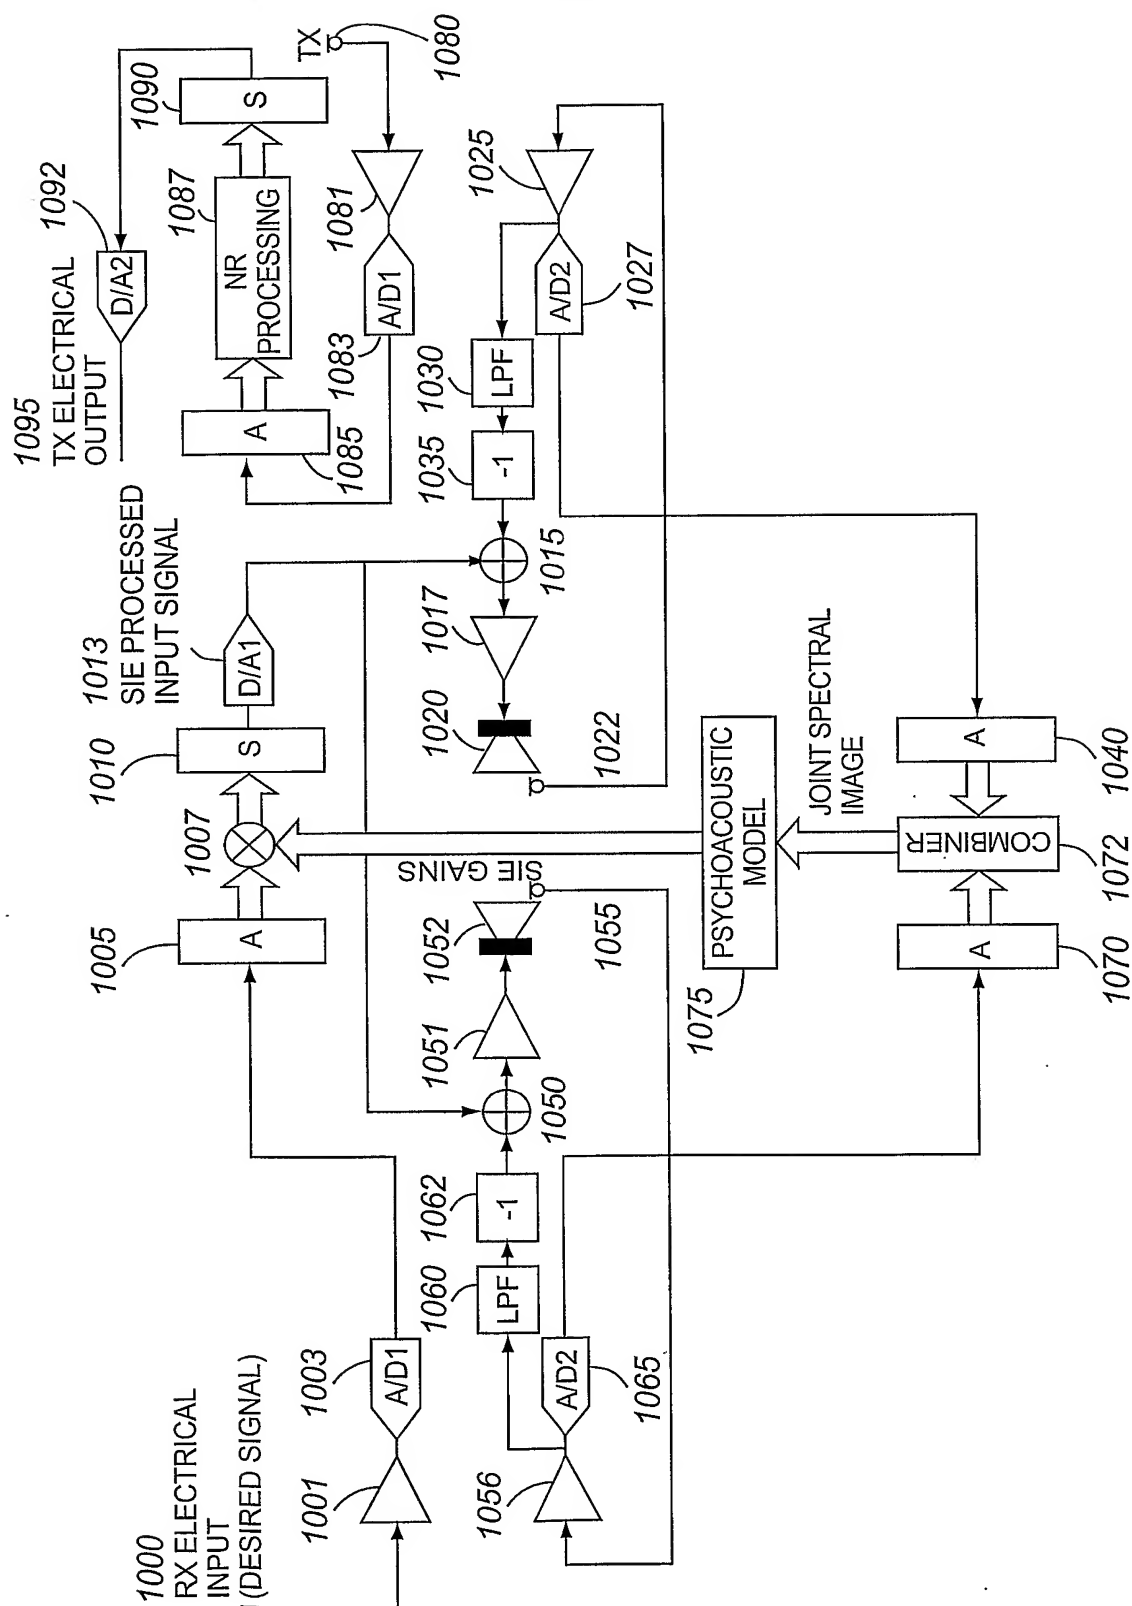 1000
RX ELECTRICAL
INPUT
(DESIRED SIGNAL)
1001
1003
A/D1
1005
A
1007
1010
S
1013
SIE PROCESSED
INPUT SIGNAL
D/A1
1095
TX ELECTRICAL
OUTPUT
1092
D/A2
1090
S
1087
NR
PROCESSING
A
1085
1083
A/D1
1081
TX
1080
1056
A/D2
1065
1060
LPF
1062
-1
1050
1051
1052
1055
SIE GAINS
1020
1022
1017
1015
1035
-1
1030
LPF
A/D2
1027
1025
1075
PSYCHOACOUSTIC
MODEL
JOINT SPECTRAL
IMAGE
A
1070
COMBINER
1072
A
1040